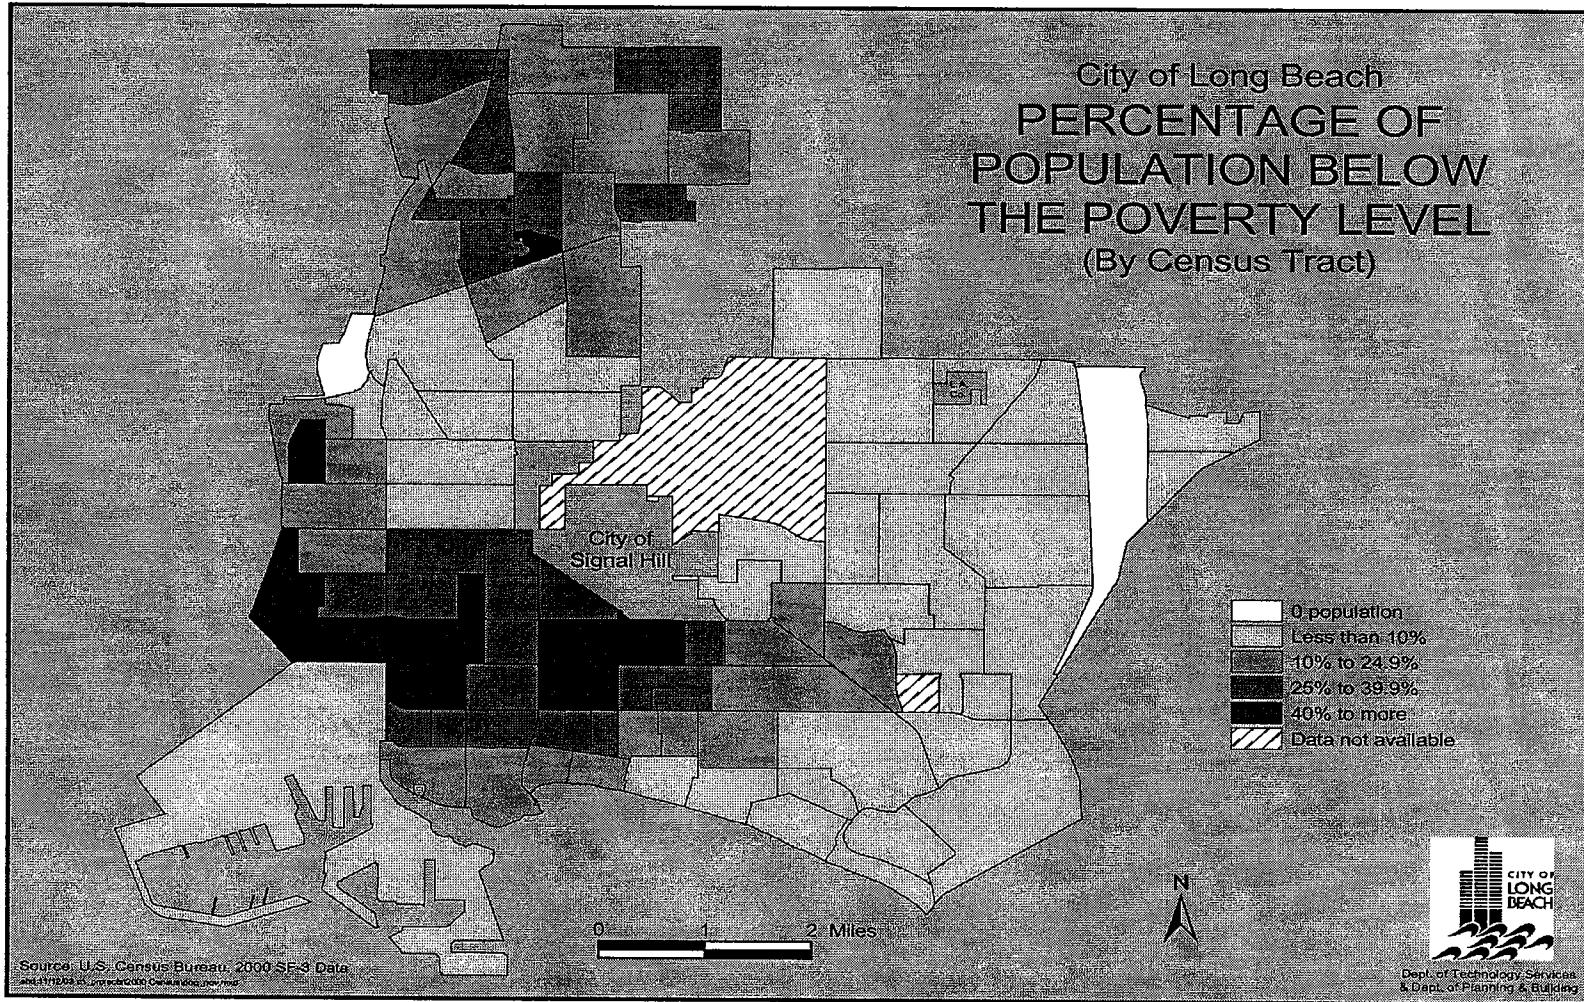 City of Long Beach
PERCENTAGE OF
POPULATION BELOW
THE POVERTY LEVEL
(By Census Tract)
L.A.
Co.
City of
Signal Hill
0 population
Less than 10%
10% to 24.9%
25% to 39.9%
40% to more
Data not available
N
0 1 2 Miles
CITY OF
LONG
BEACH
Source: U.S. Census Bureau, 2000 SF-3 Data
Dept. of Technology Services
& Dept. of Planning & Building